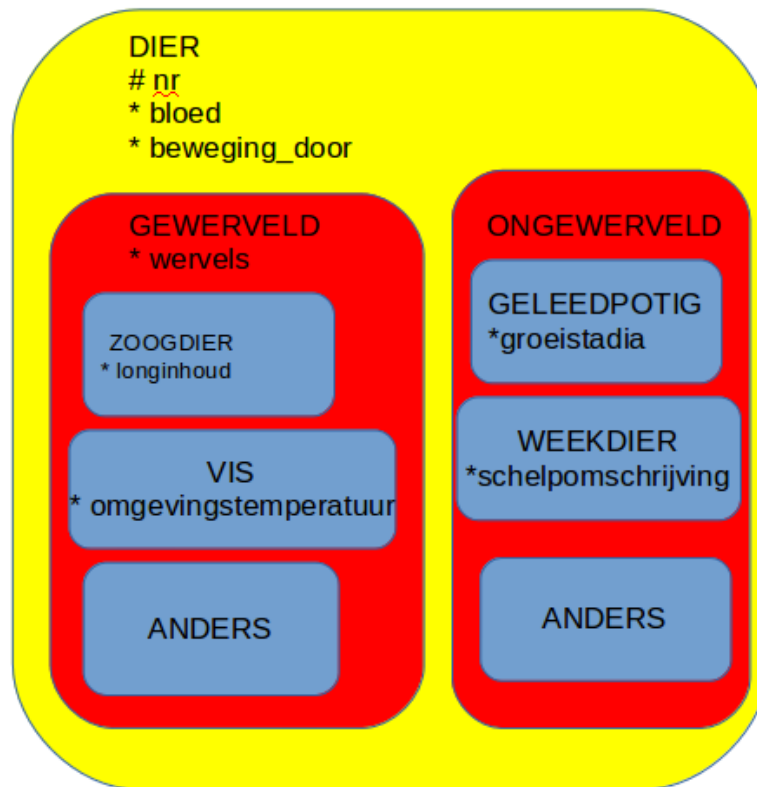 DIER
# nr
* bloed
* beweging_door
GEWERVELD
* wervels
ZOOGDIER
* longinhoud
VIS
* omgevingstemperatuur
ANDERS
ONGEWERVELD
GELEEDPOTIG
*groeistadia
WEEKDIER
*schelpomschrijving
ANDERS